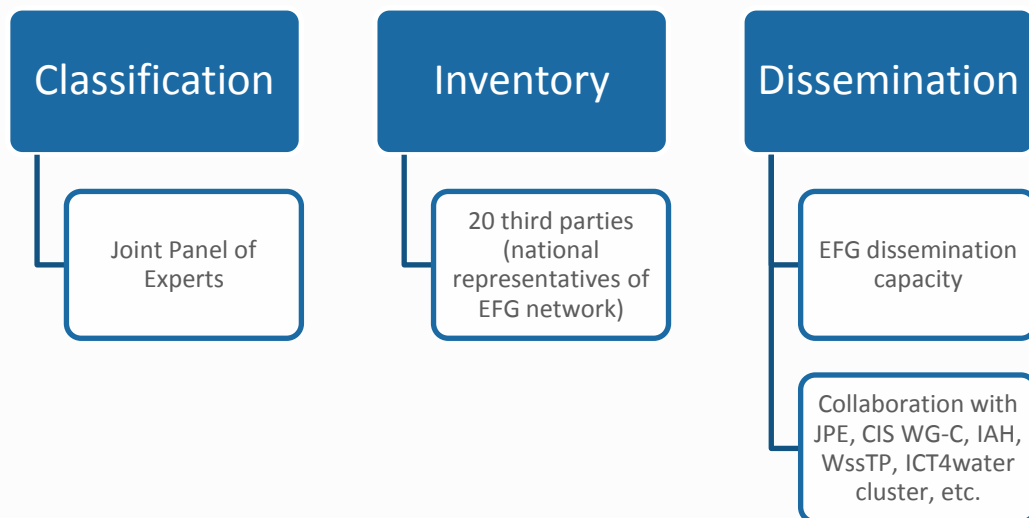 Classification
Joint Panel of
Experts
Inventory
20 third parties
(national
representatives of
EFG network)
Dissemination
EFG dissemination
capacity
Collaboration with
JPE, CIS WG-C, IAH,
WssTP, ICT4water
cluster, etc.